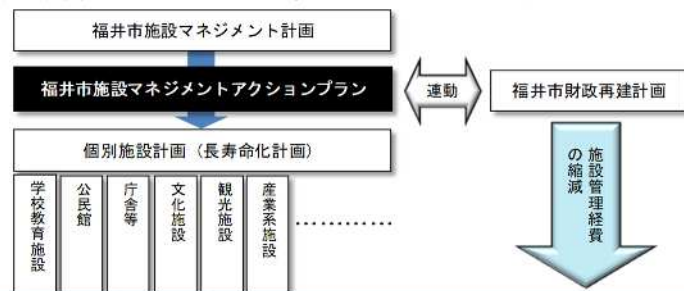 福井市施設マネジメント計画
福井市施設マネジメントアクションプラン
連動
福井市財政再建計画
個別施設計画（長寿命化計画）
学校教育施設
公民館
庁舎等
文化施設
観光施設
産業系施設
…………
施設管理経費
の縮減